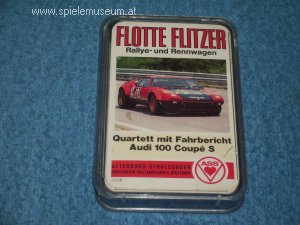 www.spielemuseum.at
FLOTTE FLITZER
Rallye- und Rennwagen
Quartett mit Fahrbericht
Audi 100 Coupé S
ALTENBURG-STRALSUNDER
ASS